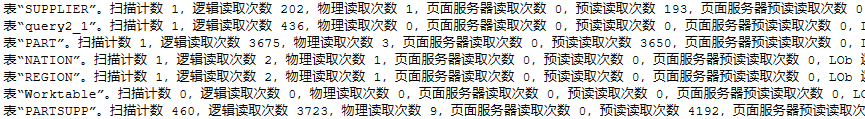 表“SUPPLIER”。扫描计数 1, 逻辑读取次数 202, 物理读取次数 1, 页面服务器读取次数 0, 预读读取次数 193, 页面服务器预读读取次数 0
表“query2_1”。扫描计数 1, 逻辑读取次数 436, 物理读取次数 0, 页面服务器读取次数 0, 预读读取次数 0, 页面服务器预读读取次数 0,
表“PART”。扫描计数 1, 逻辑读取次数 3675, 物理读取次数 3, 页面服务器读取次数 0, 预读读取次数 3650, 页面服务器预读读取次数 0,
表“NATION”。扫描计数 1, 逻辑读取次数 2, 物理读取次数 1, 页面服务器读取次数 0, 预读读取次数 0, 页面服务器预读读取次数 0, LOb
表“REGION”。扫描计数 1, 逻辑读取次数 2, 物理读取次数 1, 页面服务器读取次数 0, 预读读取次数 0, 页面服务器预读读取次数 0, LOb
表“Worktable”。扫描计数 0, 逻辑读取次数 0, 物理读取次数 0, 页面服务器读取次数 0, 预读读取次数 0, 页面服务器预读读取次数 0, LO
表“PARTSUPP”。扫描计数 460, 逻辑读取次数 3723, 物理读取次数 9, 页面服务器读取次数 0, 预读读取次数 4192, 页面服务器预读读取次